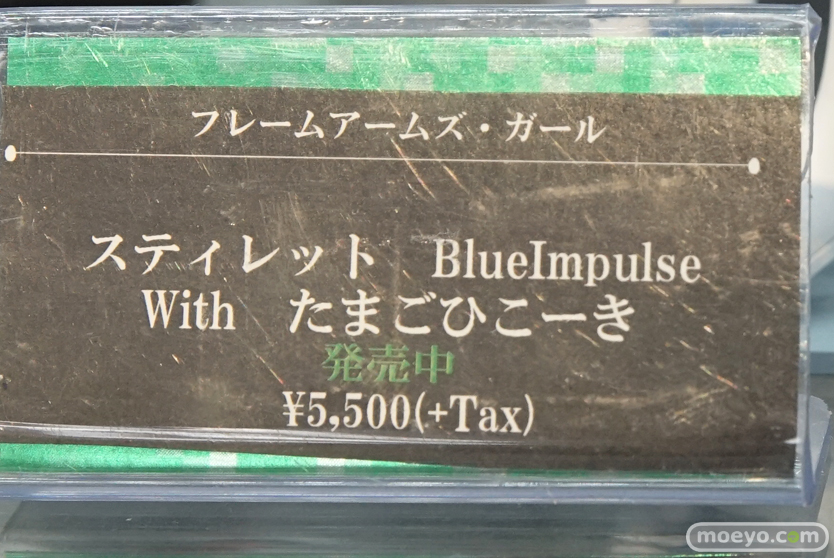 フレームアームズ・ガール
スティレット　BlueImpulse
With　たまごひこーき
発売中
¥5,500(+Tax)
moeyo.com